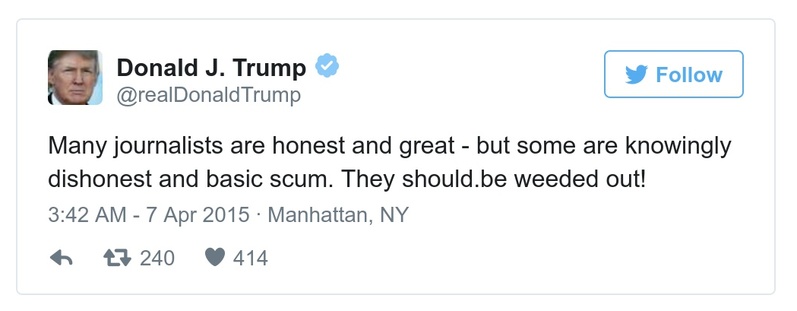 Donald J. Trump
Follow
@realDonaldTrump
Many journalists are honest and great - but some are knowingly
dishonest and basic scum. They should.be weeded out!
3:42 AM - 7 Apr 2015 · Manhattan, NY
240 414